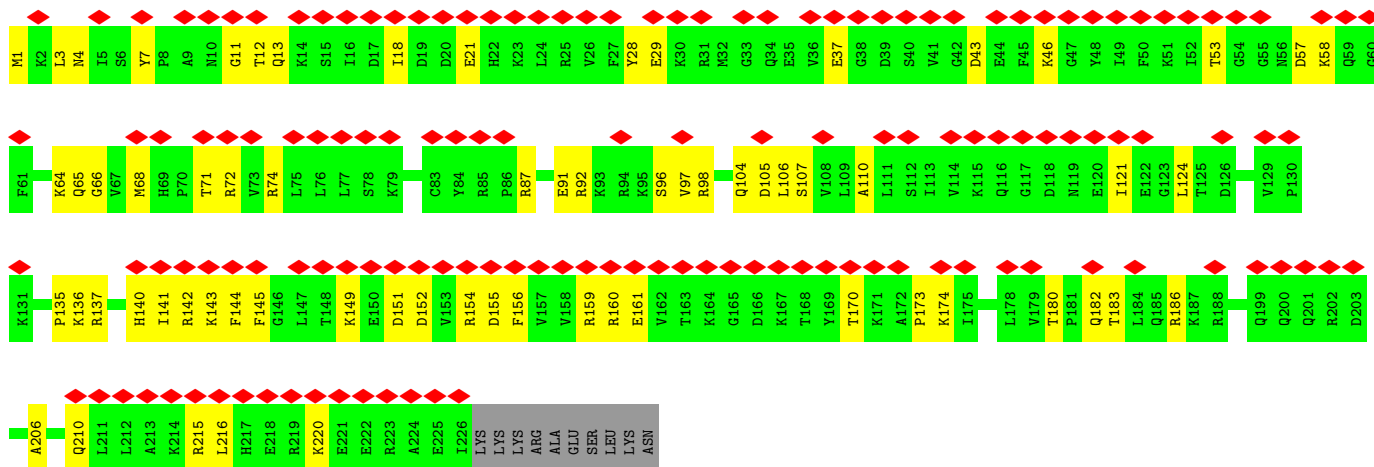 M1 K2 L3 N4 I5 S6 Y7 P8 A9 N10 G11 T12 Q13 K14 S15 I16 D17 I18 D19 D20 E21 H22 K23 L24 R25 V26 F27 Y28 E29 K30 R31 M32 G33 Q34 E35 V36 E37 G38 D39 S40 V41 G42 D43 E44 F45 K46 G47 Y48 I49 F50 K51 I52 T53 G54 G55 N56 D57 K58 Q59 G60
F61 K64 Q65 G66 V67 M68 H69 P70 T71 R72 V73 R74 L75 L76 L77 S78 K79 C83 Y84 R85 P86 R87 E91 R92 K93 R94 K95 S96 V97 R98 Q104 D105 L106 S107 V108 L109 A110 L111 S112 I113 V114 K115 Q116 G117 D118 N119 E120 I121 E122 G123 L124 T125 D126 V129 P130
K131 P135 K136 R137 H140 I141 R142 K143 F144 F145 G146 L147 T148 K149 E150 D151 D152 V153 R154 D155 F156 V157 V158 R159 R160 E161 V162 T163 K164 G165 D166 K167 T168 Y169 T170 K171 A172 P173 K174 I175 L178 V179 T180 P181 Q182 T183 L184 Q185 R186 K187 R188 Q199 Q200 Q201 R202 D203
A206 Q210 L211 L212 A213 K214 R215 L216 H217 E218 R219 K220 E221 E222 R223 A224 E225 I226 LYS LYS LYS ARG ALA GLU SER LEU LYS ASN